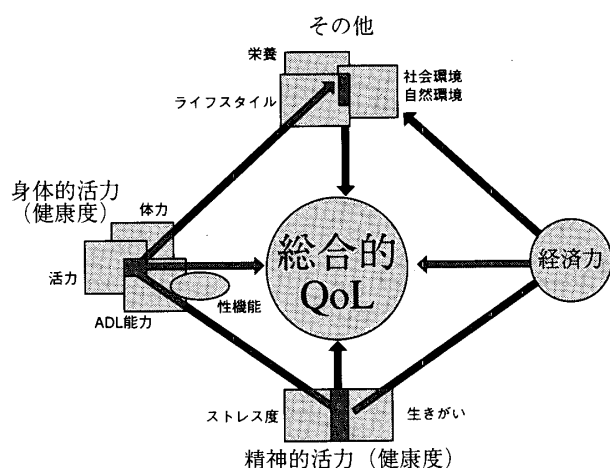 その他
栄養
ライフスタイル
社会環境
自然環境
身体的活力
(健康度)
体力
活力
ADL能力
性機能
総合的
QoL
経済力
ストレス度
生きがい
精神的活力(健康度)